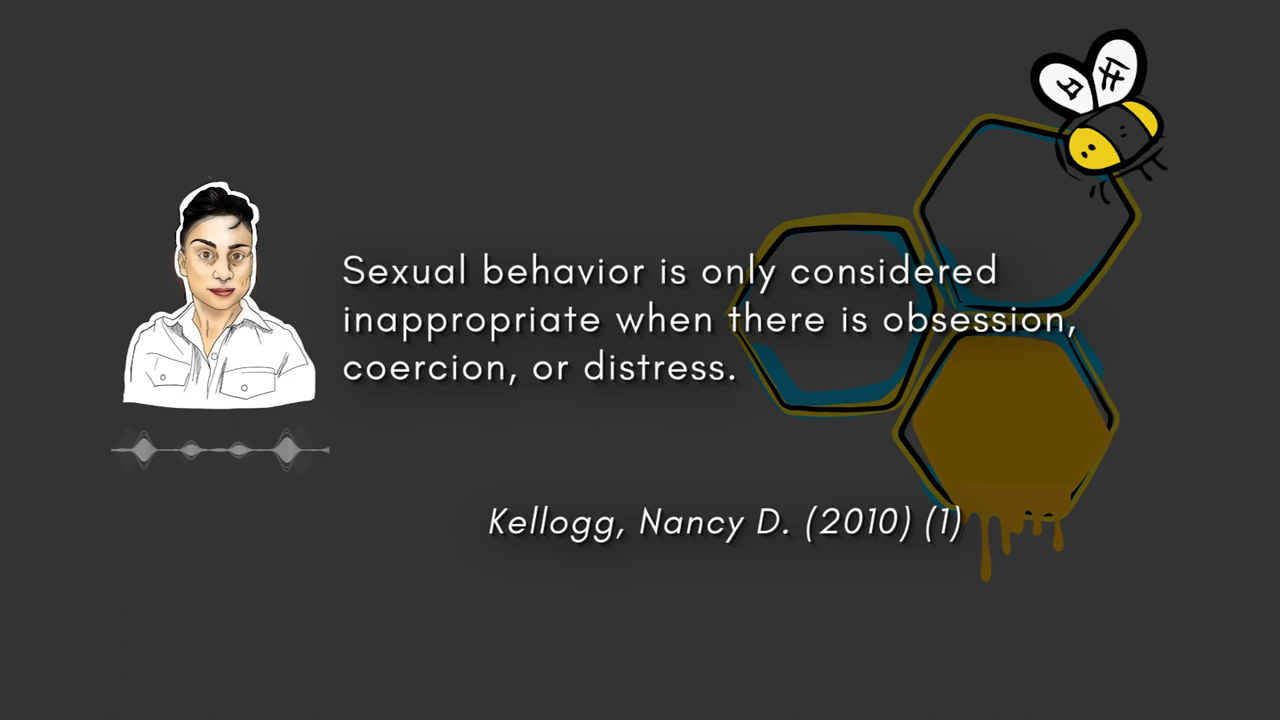 Sexual behavior is only considered
inappropriate when there is obsession,
coercion, or distress.
Kellogg, Nancy D. (2010) (1)